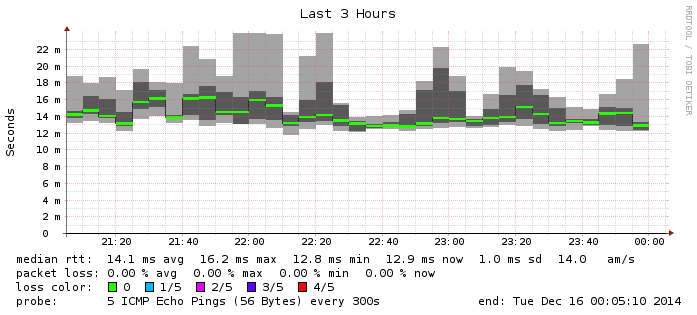 Last 3 Hours
RRDTOOL / TOBI OETIKER
Seconds
22 m
20 m
18 m
16 m
14 m
12 m
10 m
8 m
6 m
4 m
2 m
0
21:20 21:40 22:00 22:20 22:40 23:00 23:20 23:40 00:00
median rtt: 14.1 ms avg 16.2 ms max 12.8 ms min 12.9 ms now 1.0 ms sd 14.0 am/s
packet loss: 0.00 % avg 0.00 % max 0.00 % min 0.00 % now
loss color: 0 1/5 2/5 3/5 4/5
probe: 5 ICMP Echo Pings (56 Bytes) every 300s end: Tue Dec 16 00:05:10 2014